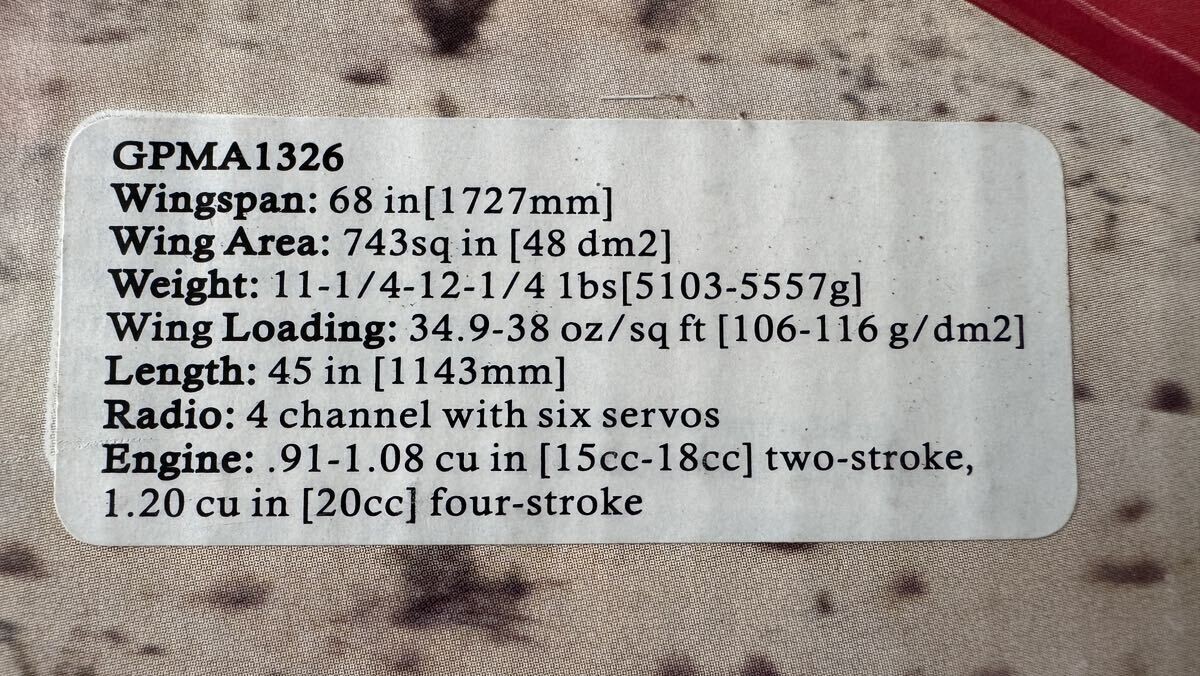 GPMA1326
Wingspan: 68 in[1727mm]
Wing Area: 743sq in [48 dm2]
Weight: 11-1/4-12-1/4 lbs[5103-5557g]
Wing Loading: 34.9-38 oz/sq ft [106-116 g/dm2]
Length: 45 in [1143mm]
Radio: 4 channel with six servos
Engine: .91-1.08 cu in [15cc-18cc] two-stroke,
1.20 cu in [20cc] four-stroke